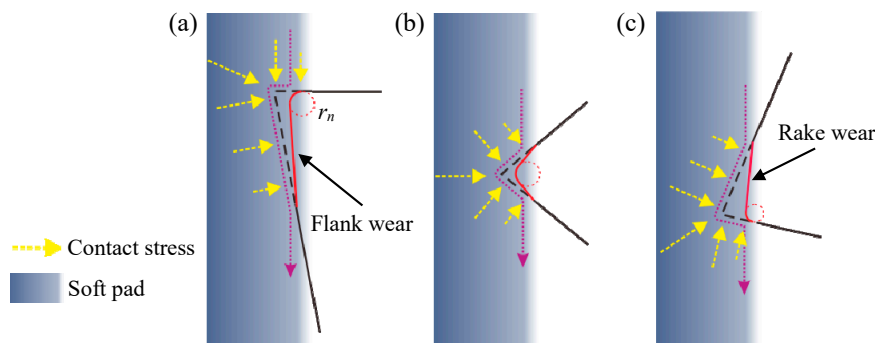 (a)
(b)
(c)
r_n
Rake wear
Flank wear
Contact stress
Soft pad